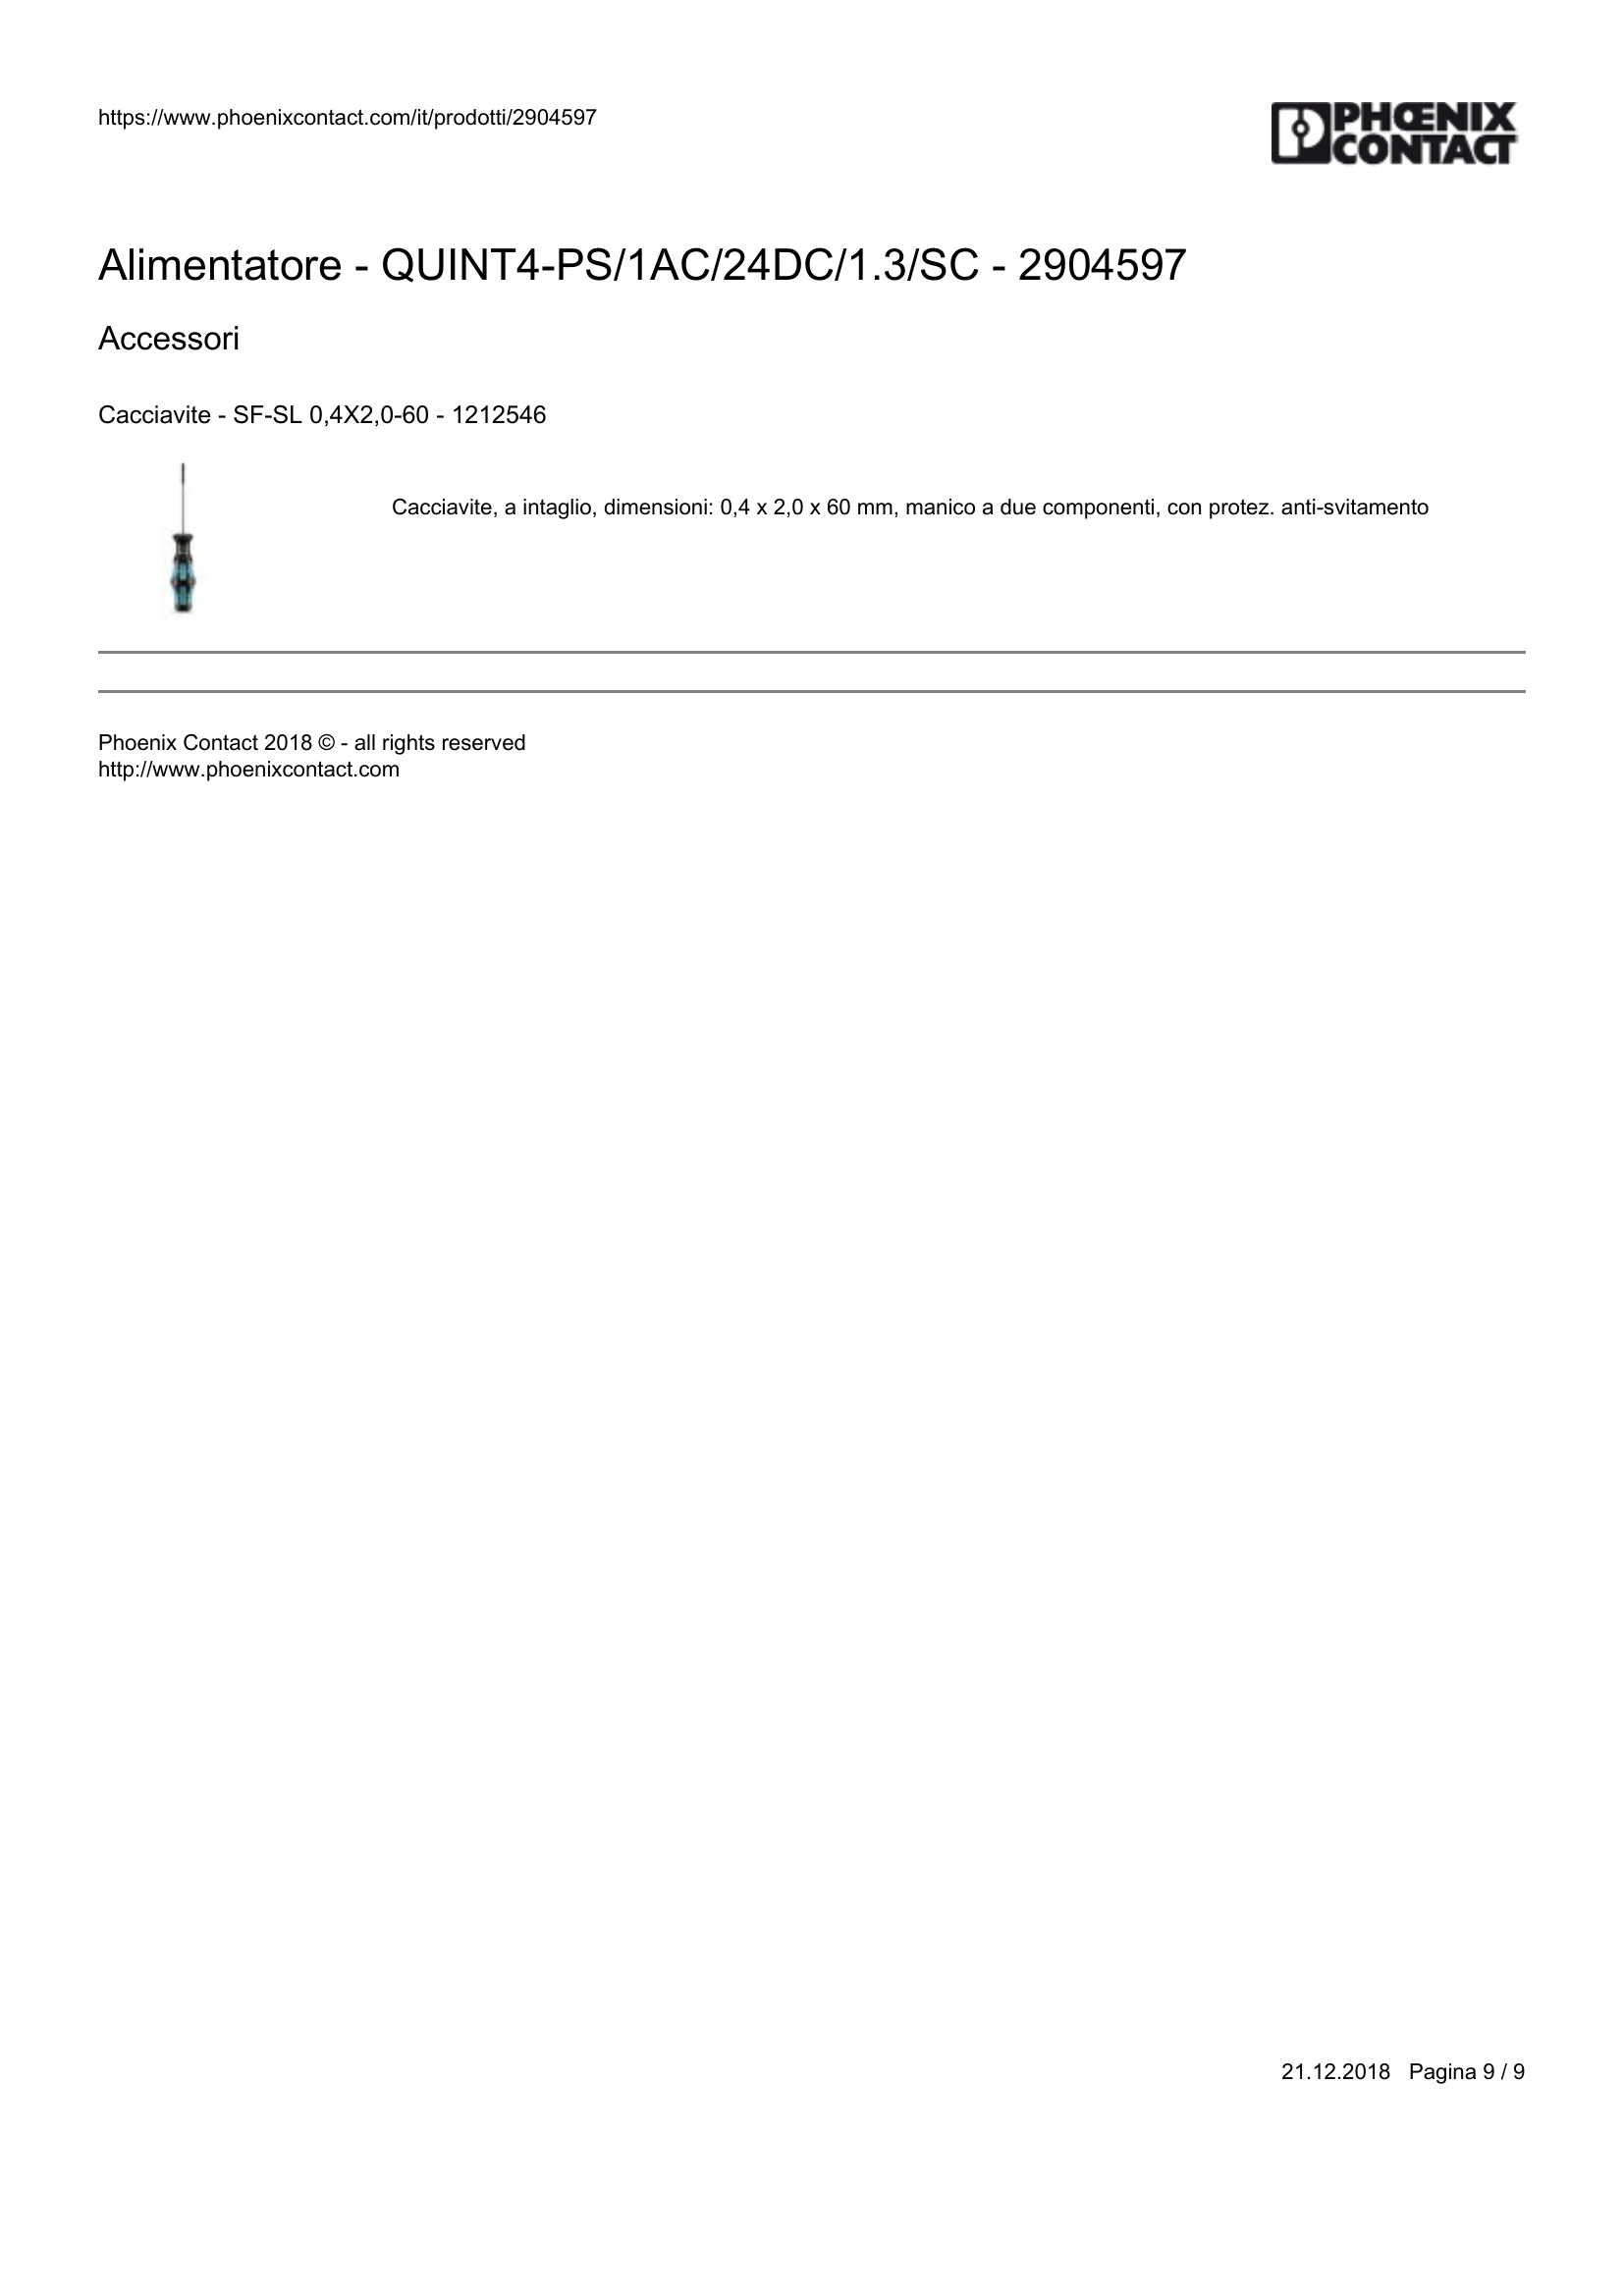 https://www.phoenixcontact.com/it/prodotti/2904597
PHŒNIX
CONTACT
Alimentatore - QUINT4-PS/1AC/24DC/1.3/SC - 2904597
Accessori
Cacciavite - SF-SL 0,4X2,0-60 - 1212546
Cacciavite, a intaglio, dimensioni: 0,4 x 2,0 x 60 mm, manico a due componenti, con protez. anti-svitamento
Phoenix Contact 2018 © - all rights reserved
http://www.phoenixcontact.com
21.12.2018 Pagina 9 / 9